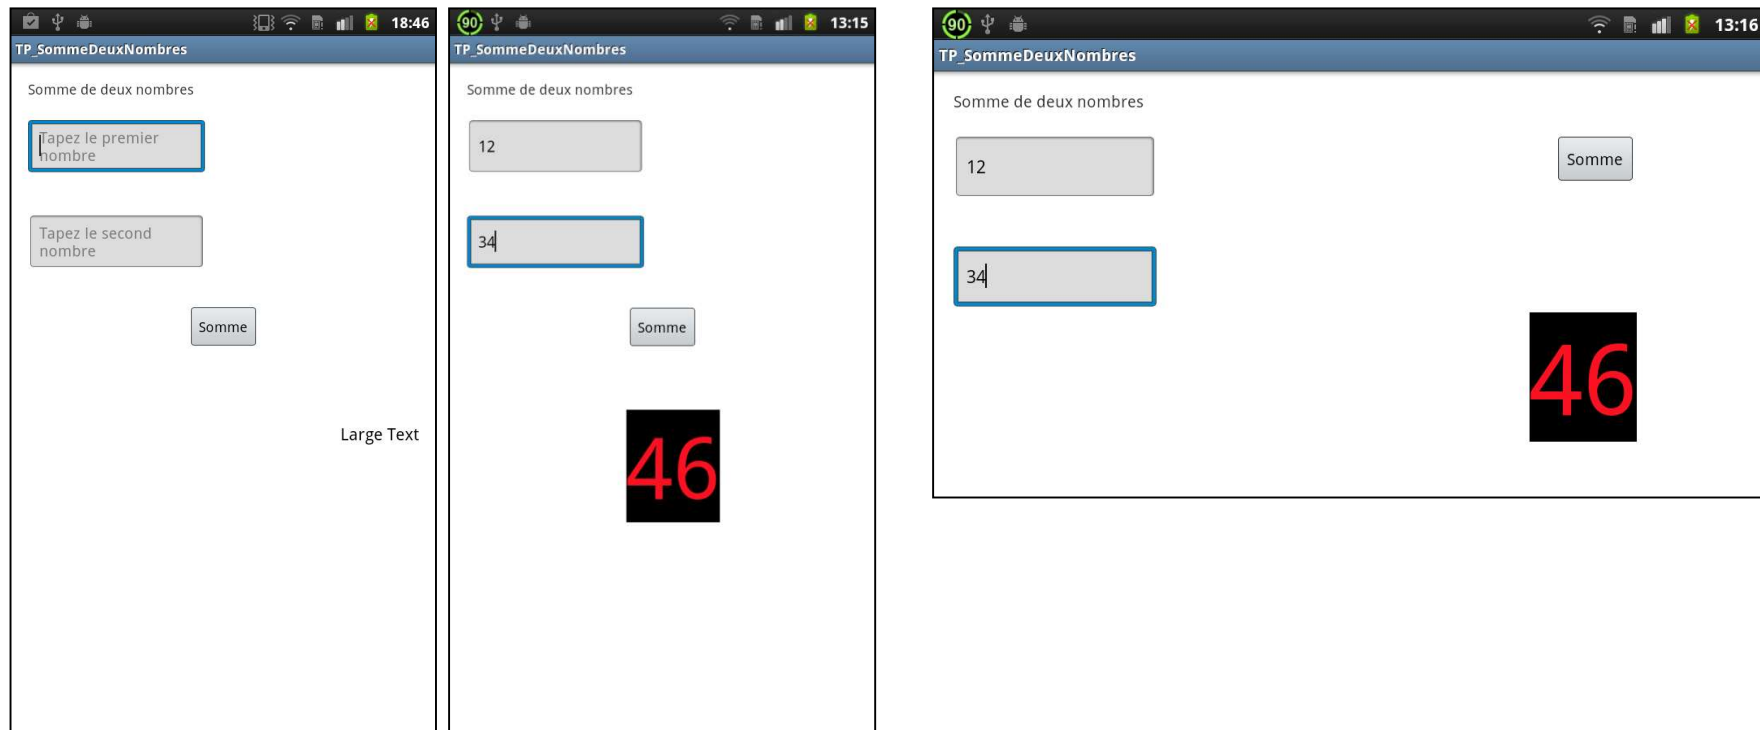 18:46
TP_SommeDeuxNombres
Somme de deux nombres
Tapez le premier
nombre
Tapez le second
nombre
Somme
Large Text
90
13:15
TP_SommeDeuxNombres
Somme de deux nombres
12
34
Somme
46
90
13:16
TP_SommeDeuxNombres
Somme de deux nombres
12
Somme
34
46